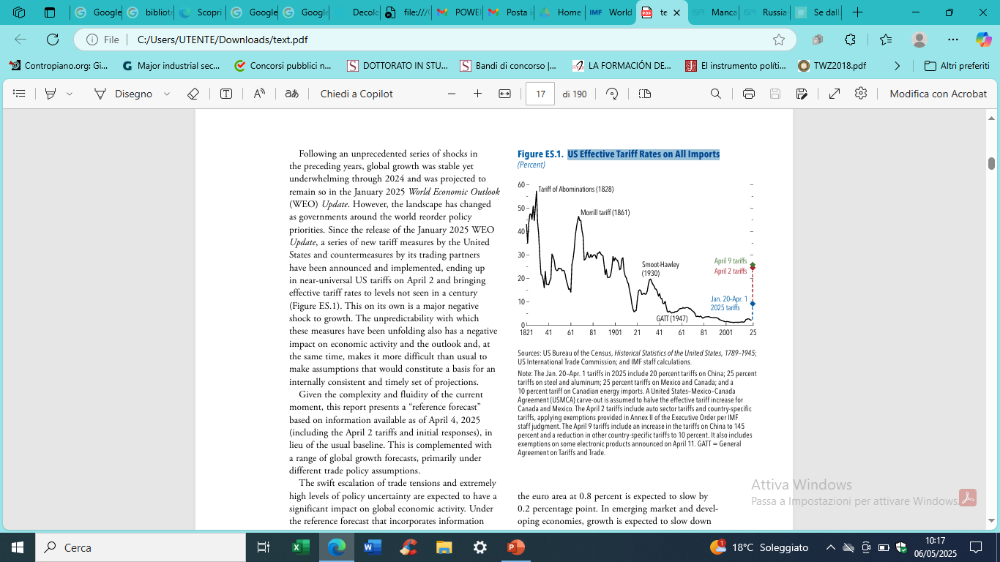 Google
bibliote
Scopri
Google
Google
Decolo
file:///C
POWER
Posta i
Home
IMF World
te
Manca
Russia
Se dall
File C:/Users/UTENTE/Downloads/text.pdf
Contropiano.org: Gi...
Major industrial sec...
Concorsi pubblici n...
DOTTORATO IN STU...
Bandi di concorso |...
LA FORMACIÓN DE...
El instrumento políti...
TWZ2018.pdf
Altri preferiti
Disegno
Chiedi a Copilot
17 di 190
Modifica con Acrobat
Following an unprecedented series of shocks in
the preceding years, global growth was stable yet
underwhelming through 2024 and was projected to
remain so in the January 2025 World Economic Outlook
(WEO) Update. However, the landscape has changed
as governments around the world reorder policy
priorities. Since the release of the January 2025 WEO
Update, a series of new tariff measures by the United
States and countermeasures by its trading partners
have been announced and implemented, ending up
in near-universal US tariffs on April 2 and bringing
effective tariff rates to levels not seen in a century
(Figure ES.1). This on its own is a major negative
shock to growth. The unpredictability with which
these measures have been unfolding also has a negative
impact on economic activity and the outlook and, at
the same time, makes it more difficult than usual to
make assumptions that would constitute a basis for an
internally consistent and timely set of projections.
Given the complexity and fluidity of the current
moment, this report presents a “reference forecast”
based on information available as of April 4, 2025
(including the April 2 tariffs and initial responses), in
lieu of the usual baseline. This is complemented with
a range of global growth forecasts, primarily under
different trade policy assumptions.
The swift escalation of trade tensions and extremely
high levels of policy uncertainty are expected to have a
significant impact on global economic activity. Under
the reference forecast that incorporates information
Figure ES.1. US Effective Tariff Rates on All Imports
(Percent)
60
50
40
30
20
10
0
Tariff of Abominations (1828)
Morrill tariff (1861)
Smoot-Hawley
(1930)
GATT (1947)
April 9 tariffs
April 2 tariffs
Jan. 20–Apr. 1
2025 tariffs
1821 41 61 81 1901 21 41 61 81 2001 25
Sources: US Bureau of the Census, Historical Statistics of the United States, 1789–1945;
US International Trade Commission; and IMF staff calculations.
Note: The Jan. 20–Apr. 1 tariffs in 2025 include 20 percent tariffs on China; 25 percent
tariffs on steel and aluminum; 25 percent tariffs on Mexico and Canada; and a
10 percent tariff on Canadian energy imports. A United States–Mexico–Canada
Agreement (USMCA) carve-out is assumed to halve the effective tariff increase for
Canada and Mexico. The April 2 tariffs include auto sector tariffs and country-specific
tariffs, applying exemptions provided in Annex II of the Executive Order per IMF
staff judgment. The April 9 tariffs include an increase in the tariffs on China to 145
percent and a reduction in other country-specific tariffs to 10 percent. It also includes
exemptions on some electronic products announced on April 11. GATT = General
Agreement on Tariffs and Trade.
the euro area at 0.8 percent is expected to slow by
0.2 percentage point. In emerging market and devel-
oping economies, growth is expected to slow down
Attiva Windows
Passa a Impostazioni per attivare Windows.
Cerca
18°C Soleggiato
10:17
06/05/2025